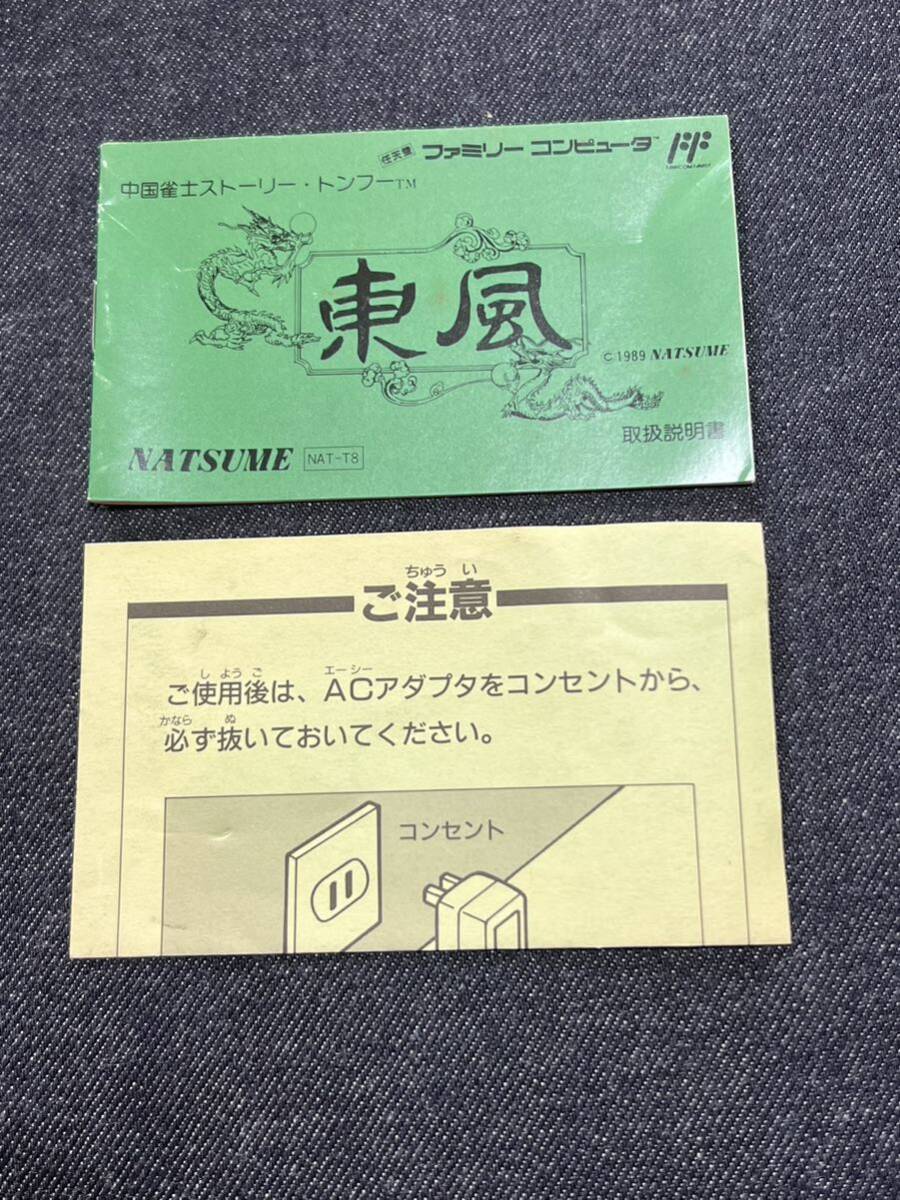 任天堂 ファミリー コンピュータ™
中国雀士ストーリー・トンフー™
東風
© 1989 NATSUME
取扱説明書
NATSUME NAT-T8
ちゅう い
ご注意
し よう ご エーシー
ご使用後は、ACアダプタをコンセントから、
かなら ぬ
必ず抜いておいてください。
コンセント